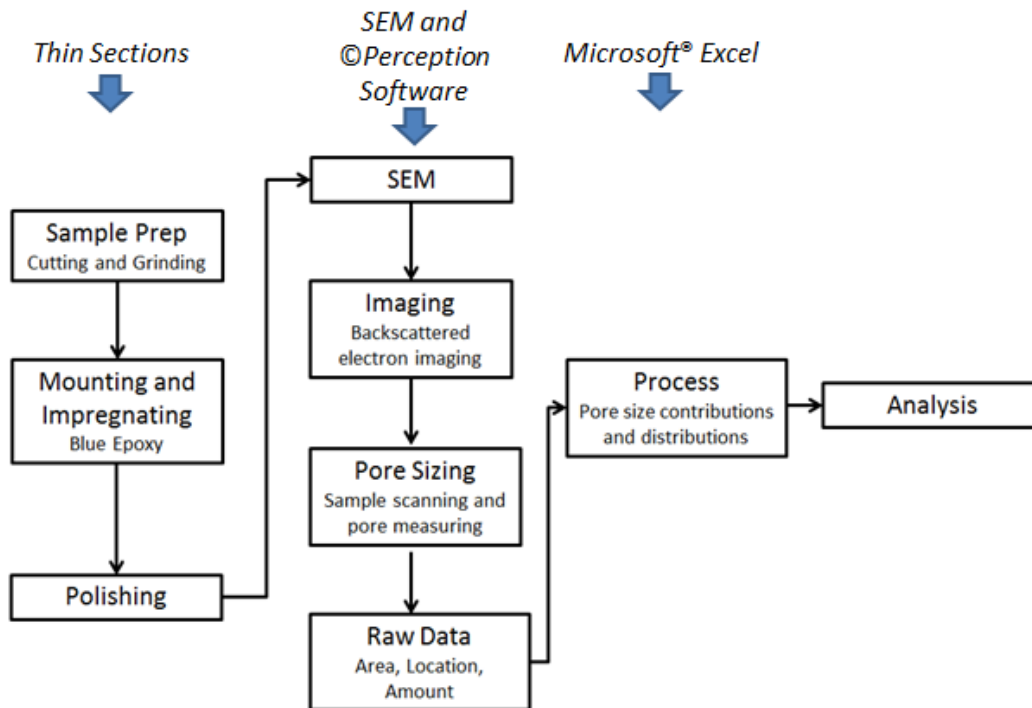 Thin Sections
SEM and
©Perception
Software
Microsoft® Excel
Sample Prep
Cutting and Grinding
Mounting and
Impregnating
Blue Epoxy
Polishing
SEM
Imaging
Backscattered
electron imaging
Pore Sizing
Sample scanning and
pore measuring
Raw Data
Area, Location,
Amount
Process
Pore size contributions
and distributions
Analysis